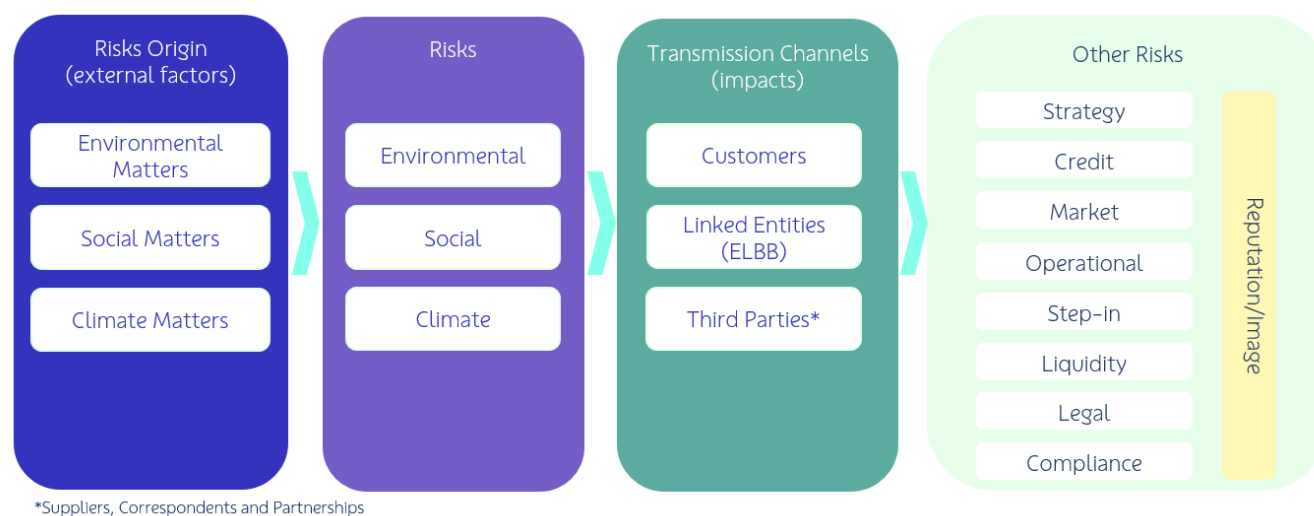 Risks Origin
(external factors)
Environmental
Matters
Social Matters
Climate Matters
Risks
Environmental
Social
Climate
Transmission Channels
(impacts)
Customers
Linked Entities
(ELBB)
Third Parties*
Other Risks
Strategy
Credit
Market
Operational
Step-in
Liquidity
Legal
Compliance
Reputation/Image
*Suppliers, Correspondents and Partnerships